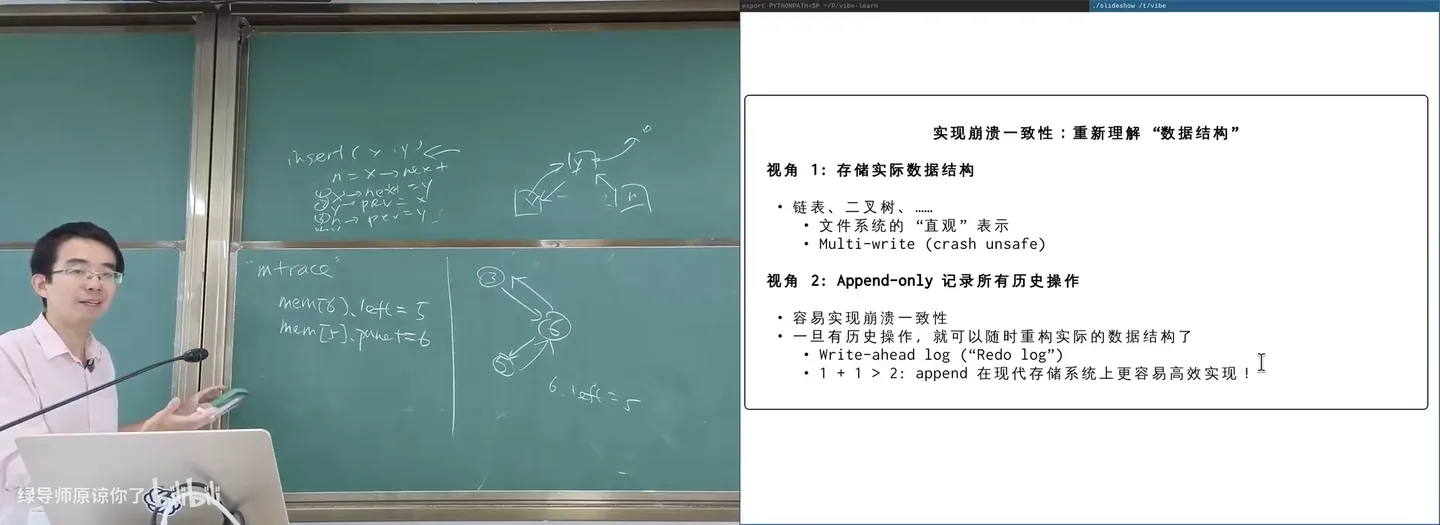 insert(x,y)
n = x→next
① x→next = y
② y→prev = x
③ n→prev = y
y
n
"mtrace"
mem[6].left = 5
mem[5].parent=6
3
6
5
6.left = 5
绿导师原谅你了 bilibili
export PYTHONPATH=$P ~/P/vibe-learn
./slideshow /t/vibe
实现崩溃一致性：重新理解 “数据结构”
视角 1: 存储实际数据结构
• 链表、二叉树、……
• 文件系统的 “直观” 表示
• Multi-write (crash unsafe)
视角 2: Append-only 记录所有历史操作
• 容易实现崩溃一致性
• 一旦有历史操作, 就可以随时重构实际的数据结构了
• Write-ahead log (“Redo log”)
• 1 + 1 > 2: append 在现代存储系统上更容易高效实现！